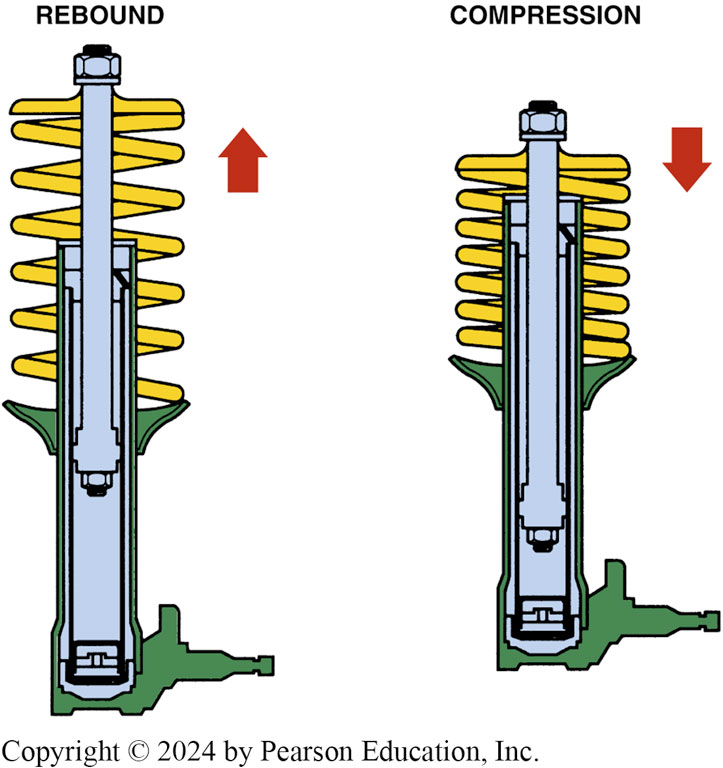 REBOUND
COMPRESSION
Copyright © 2024 by Pearson Education, Inc.